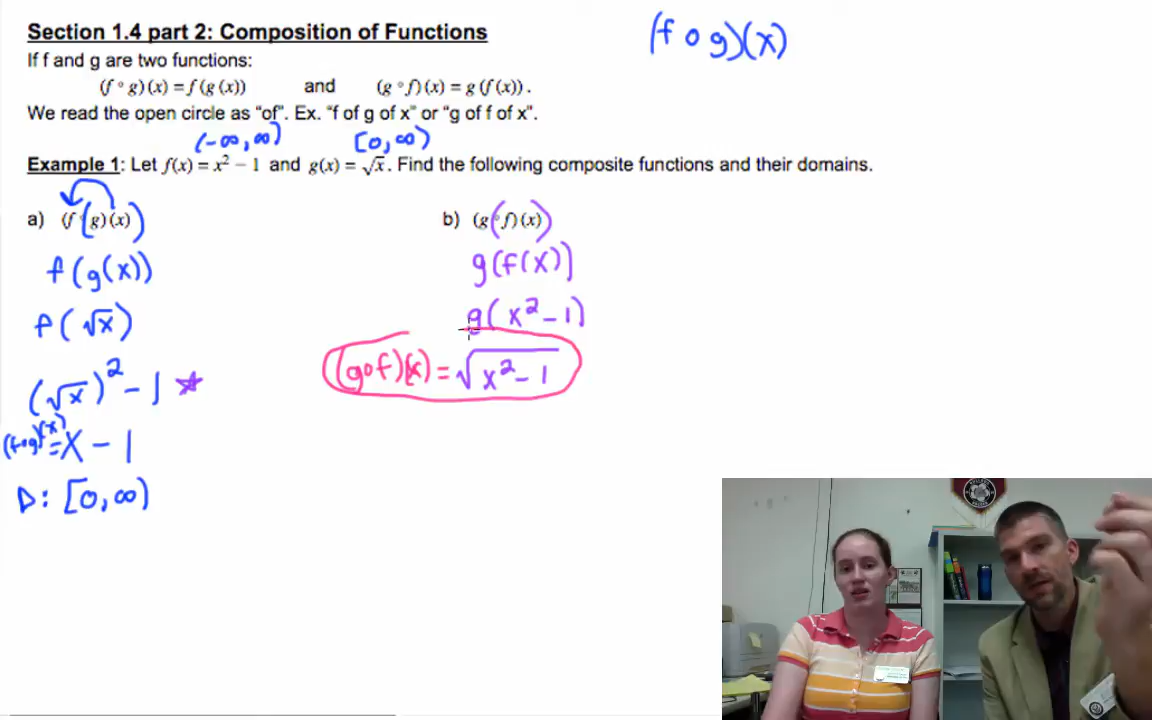 Section 1.4 part 2: Composition of Functions
(f o g)(x)
If f and g are two functions:
(f ∘ g)(x) = f(g(x)) and (g ∘ f)(x) = g(f(x)).
We read the open circle as "of". Ex. "f of g of x" or "g of f of x".
(-∞, ∞) [0, ∞)
Example 1: Let f(x) = x² − 1 and g(x) = √x. Find the following composite functions and their domains.
a) (f ∘ g)(x)
f(g(x))
f(√x)
(√x)² − 1
(f∘g)(x) = x − 1
D: [0, ∞)
b) (g ∘ f)(x)
g(f(x))
g(x² − 1)
(g∘f)(x) = √x² − 1